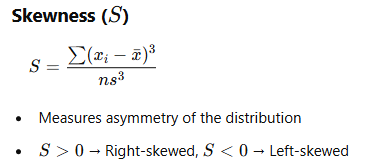 Skewness (S)
S = ∑(xᵢ − x̄)³ / ns³
• Measures asymmetry of the distribution
• S > 0 → Right-skewed, S < 0 → Left-skewed